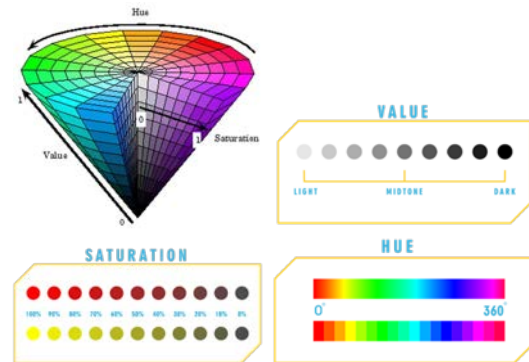 Hue
1
0
Saturation
1
Value
0
VALUE
LIGHT MIDTONE DARK
SATURATION
100% 90% 80% 70% 60% 50% 40% 30% 20% 10% 0%
HUE
0° 360°